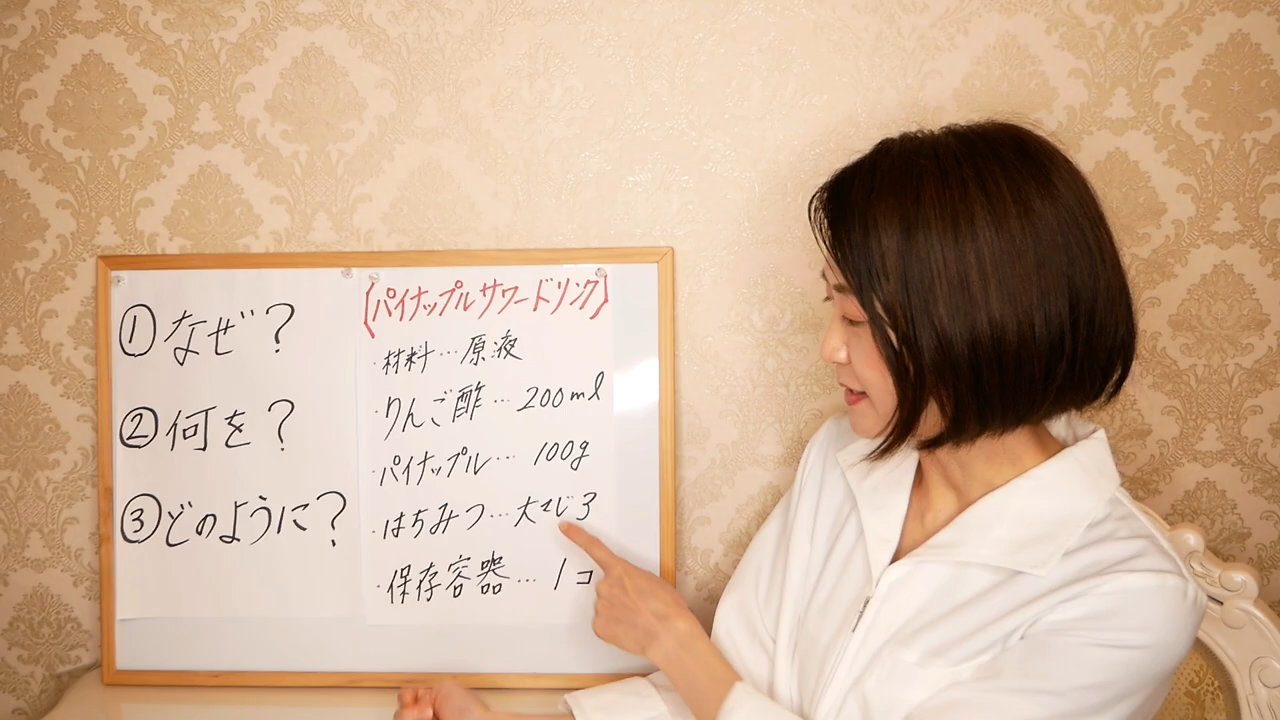 ①なぜ？
②何を？
③どのように？
【パイナップルサワードリンク】
・材料…原液
・りんご酢…200ml
・パイナップル…100g
・はちみつ…大さじ3
・保存容器…1コ